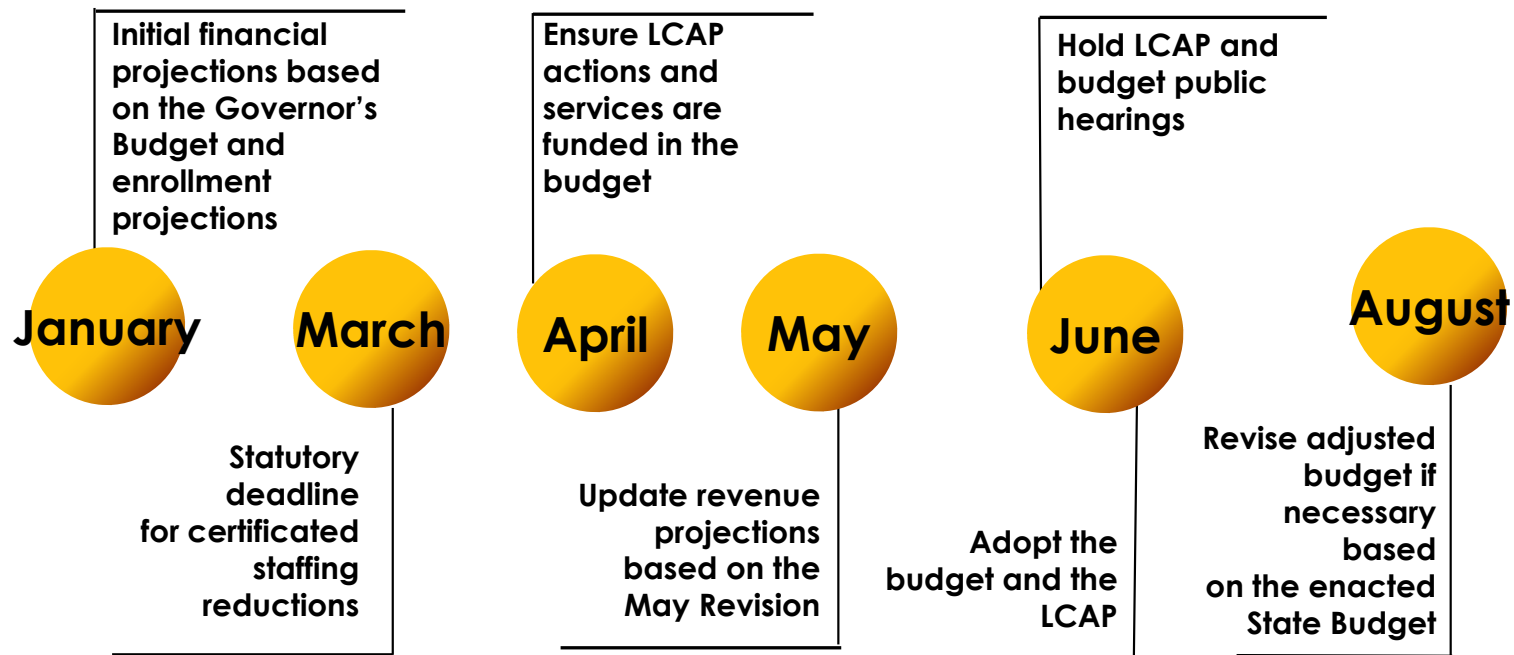 Initial financial
projections based
on the Governor’s
Budget and
enrollment
projections
Ensure LCAP
actions and
services are
funded in the
budget
Hold LCAP and
budget public
hearings
January
March
April
May
June
August
Statutory
deadline
for certificated
staffing
reductions
Update revenue
projections
based on the
May Revision
Adopt the
budget and the
LCAP
Revise adjusted
budget if
necessary
based
on the enacted
State Budget